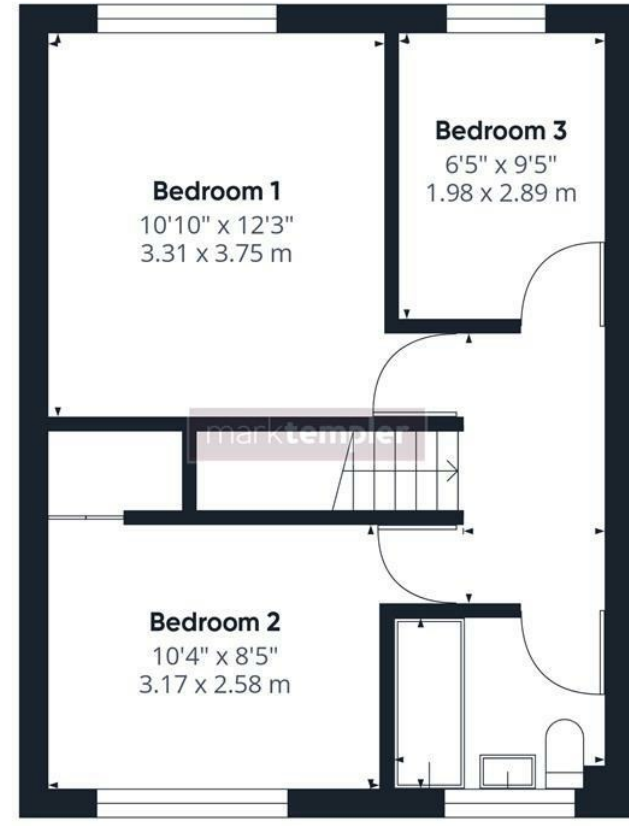 Bedroom 3
6'5" x 9'5"
1.98 x 2.89 m
Bedroom 1
10'10" x 12'3"
3.31 x 3.75 m
marktempler
Bedroom 2
10'4" x 8'5"
3.17 x 2.58 m